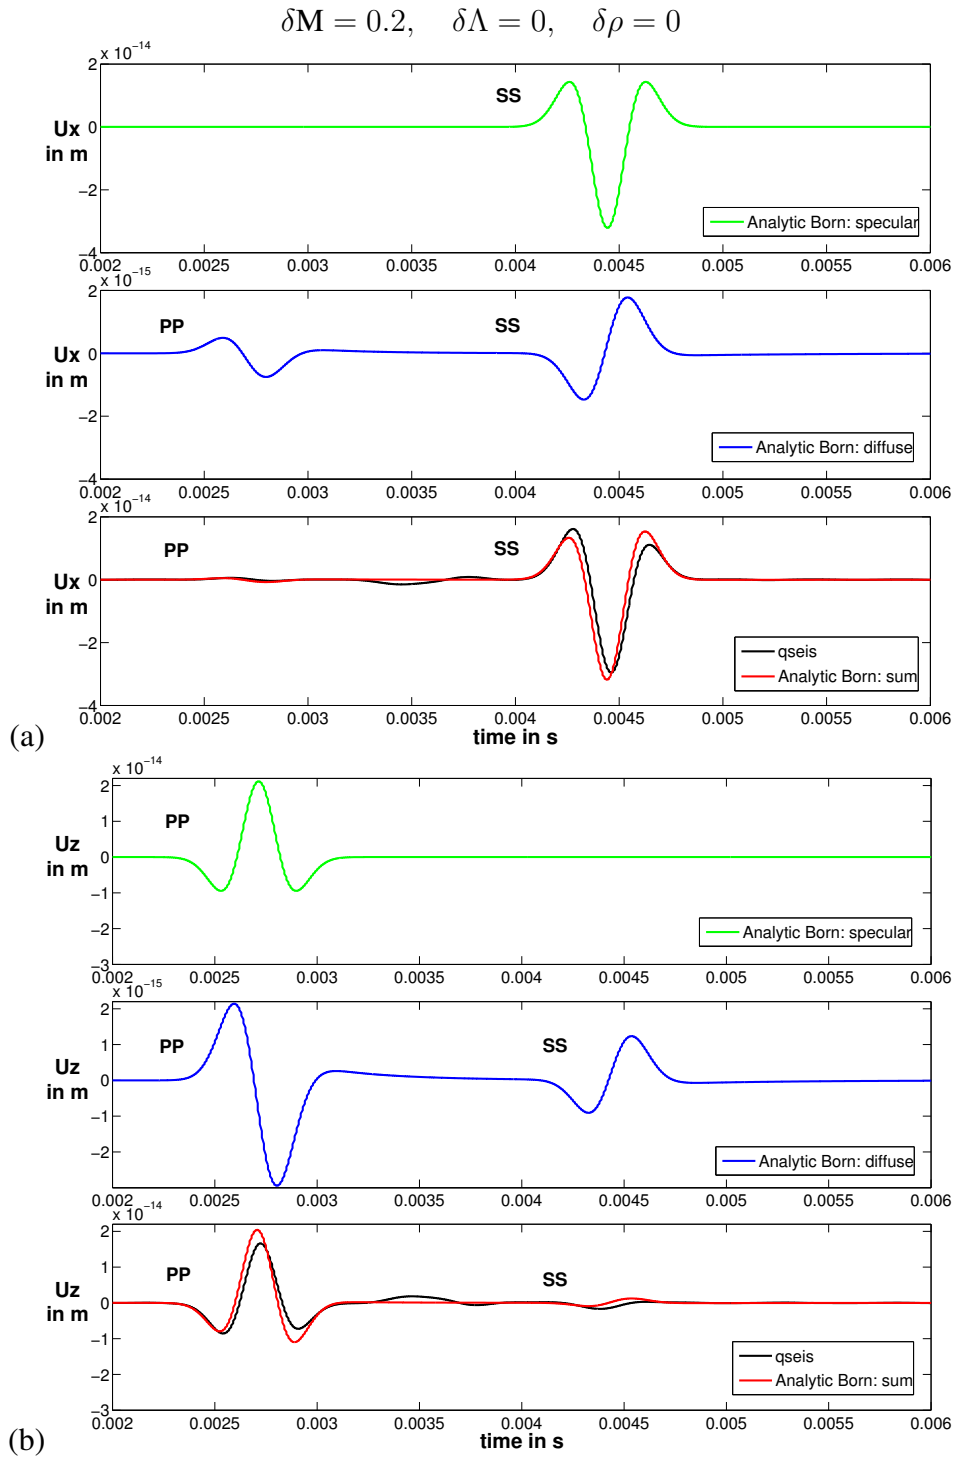 δM = 0.2, δΛ = 0, δρ = 0
x 10⁻¹⁴
2
0
−2
−4
Ux
in m
SS
Analytic Born: specular
0.002 0.0025 0.003 0.0035 0.004 0.0045 0.005 0.0055 0.006
x 10⁻¹⁵
2
0
−2
−4
Ux
in m
PP
SS
Analytic Born: diffuse
0.002 0.0025 0.003 0.0035 0.004 0.0045 0.005 0.0055 0.006
x 10⁻¹⁴
2
0
−2
−4
Ux
in m
PP
SS
qseis
Analytic Born: sum
0.002 0.0025 0.003 0.0035 0.004 0.0045 0.005 0.0055 0.006
time in s
(a)
x 10⁻¹⁴
2
1
0
−1
−2
−3
Uz
in m
PP
Analytic Born: specular
0.002 0.0025 0.003 0.0035 0.004 0.0045 0.005 0.0055 0.006
x 10⁻¹⁵
2
1
0
−1
−2
Uz
in m
PP
SS
Analytic Born: diffuse
0.002 0.0025 0.003 0.0035 0.004 0.0045 0.005 0.0055 0.006
x 10⁻¹⁴
2
1
0
−1
−2
−3
Uz
in m
PP
SS
qseis
Analytic Born: sum
0.002 0.0025 0.003 0.0035 0.004 0.0045 0.005 0.0055 0.006
time in s
(b)